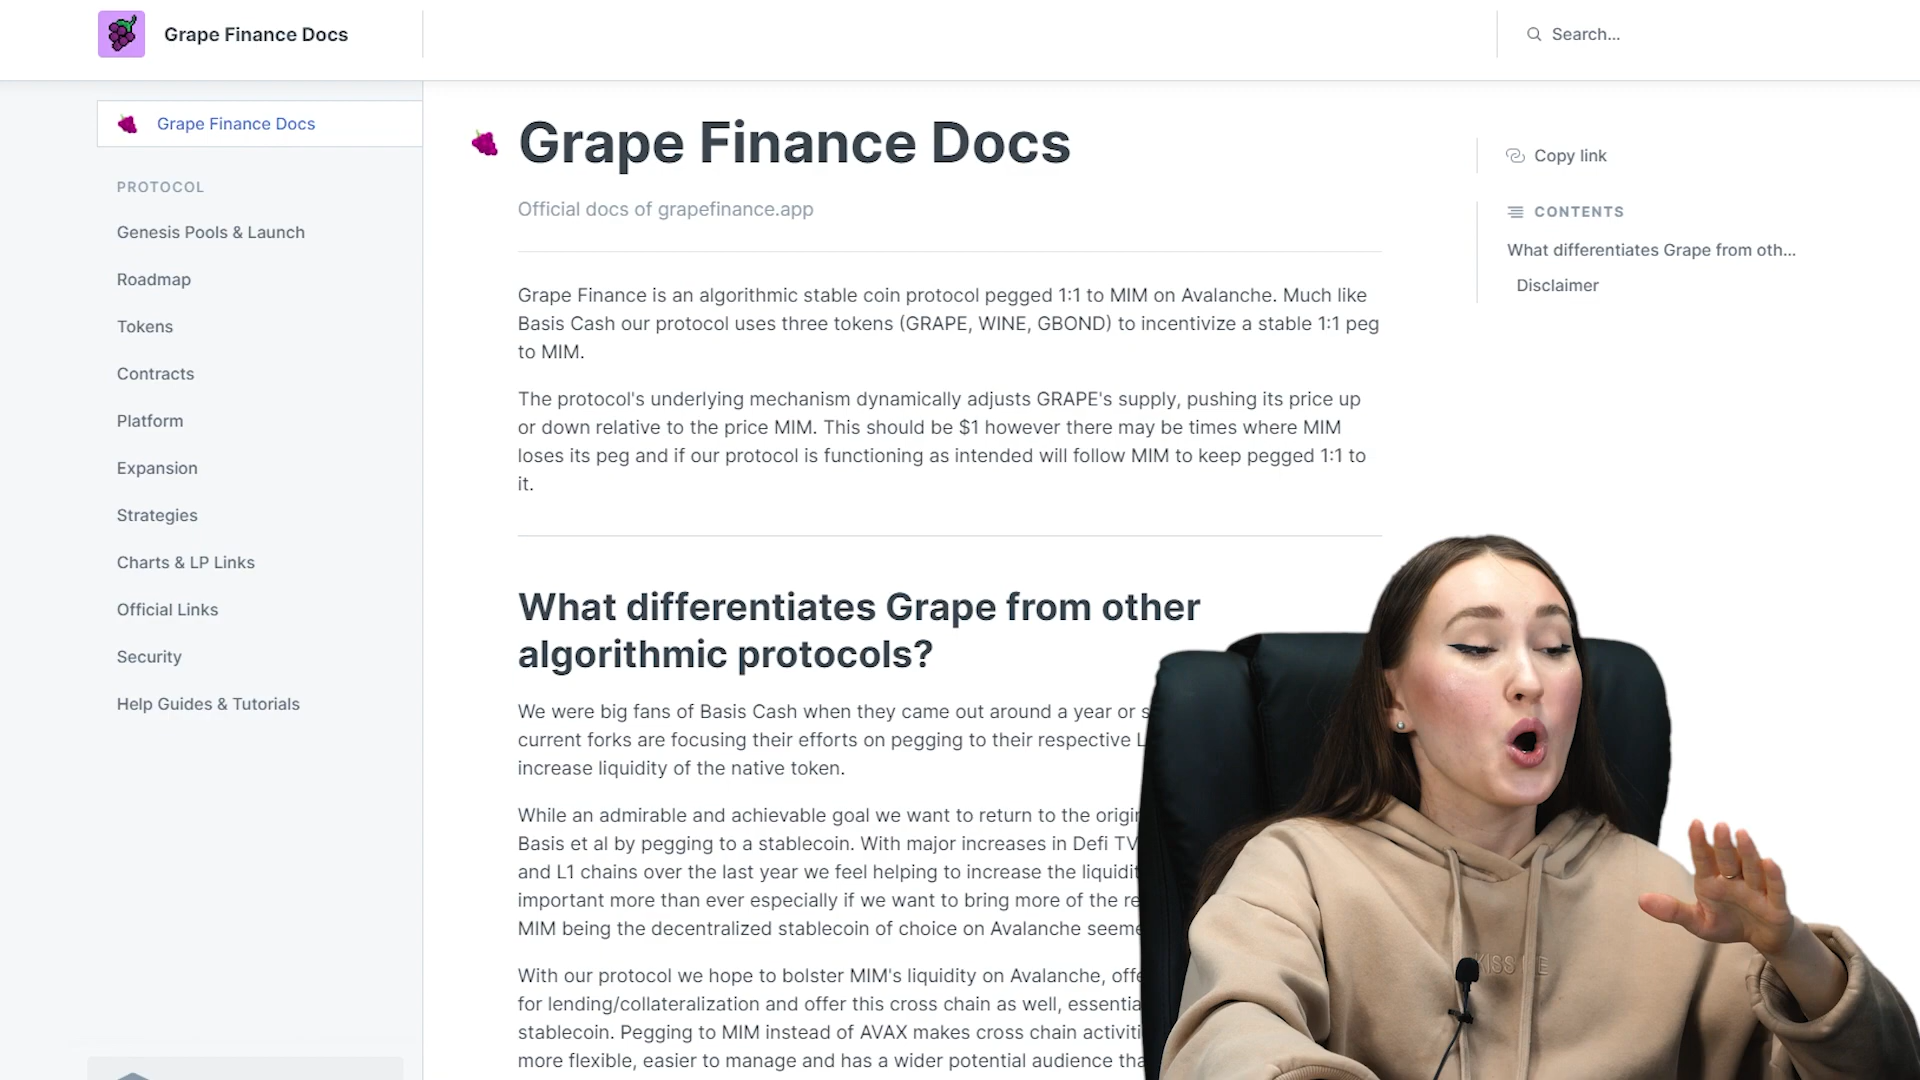 Grape Finance Docs
Search...
Grape Finance Docs
PROTOCOL
Genesis Pools & Launch
Roadmap
Tokens
Contracts
Platform
Expansion
Strategies
Charts & LP Links
Official Links
Security
Help Guides & Tutorials
Grape Finance Docs
Official docs of grapefinance.app
Grape Finance is an algorithmic stable coin protocol pegged 1:1 to MIM on Avalanche. Much like
Basis Cash our protocol uses three tokens (GRAPE, WINE, GBOND) to incentivize a stable 1:1 peg
to MIM.
The protocol's underlying mechanism dynamically adjusts GRAPE's supply, pushing its price up
or down relative to the price MIM. This should be $1 however there may be times where MIM
loses its peg and if our protocol is functioning as intended will follow MIM to keep pegged 1:1 to
it.
What differentiates Grape from other
algorithmic protocols?
We were big fans of Basis Cash when they came out around a year or
current forks are focusing their efforts on pegging to their respective
increase liquidity of the native token.
While an admirable and achievable goal we want to return to the
Basis et al by pegging to a stablecoin. With major increases in Defi
and L1 chains over the last year we feel helping to increase the
important more than ever especially if we want to bring more of the
MIM being the decentralized stablecoin of choice on Avalanche
With our protocol we hope to bolster MIM's liquidity on Avalanche,
for lending/collateralization and offer this cross chain as well,
stablecoin. Pegging to MIM instead of AVAX makes cross chain
more flexible, easier to manage and has a wider potential audience
Copy link
CONTENTS
What differentiates Grape from oth...
Disclaimer